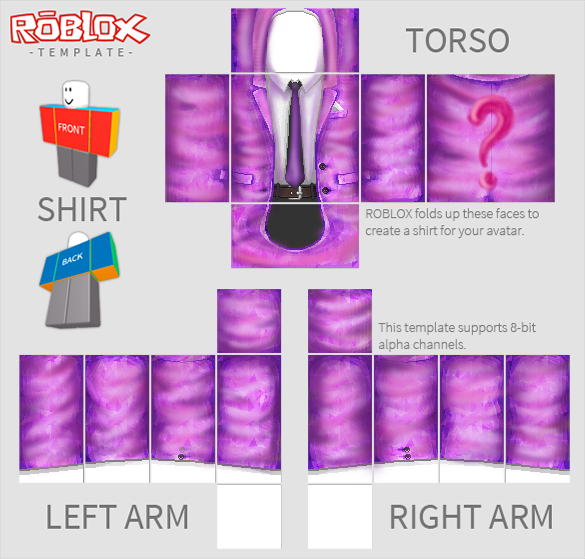 ROBLOX
-TEMPLATE-
TORSO
FRONT
SHIRT
?
ROBLOX folds up these faces to
create a shirt for your avatar.
BACK
This template supports 8-bit
alpha channels.
LEFT ARM
RIGHT ARM